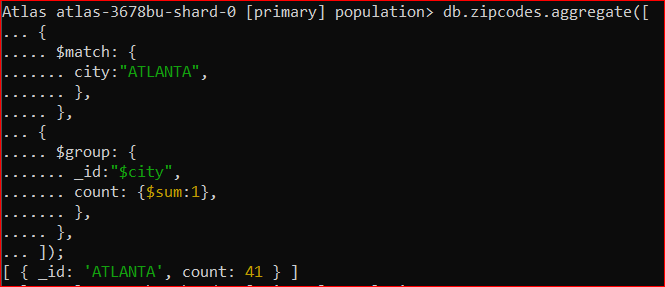 Atlas atlas-3678bu-shard-0 [primary] population> db.zipcodes.aggregate([
... {
..... $match: {
....... city:"ATLANTA",
....... },
..... },
... {
..... $group: {
....... _id:"$city",
....... count: {$sum:1},
....... },
..... },
... ]);
[ { _id: 'ATLANTA', count: 41 } ]